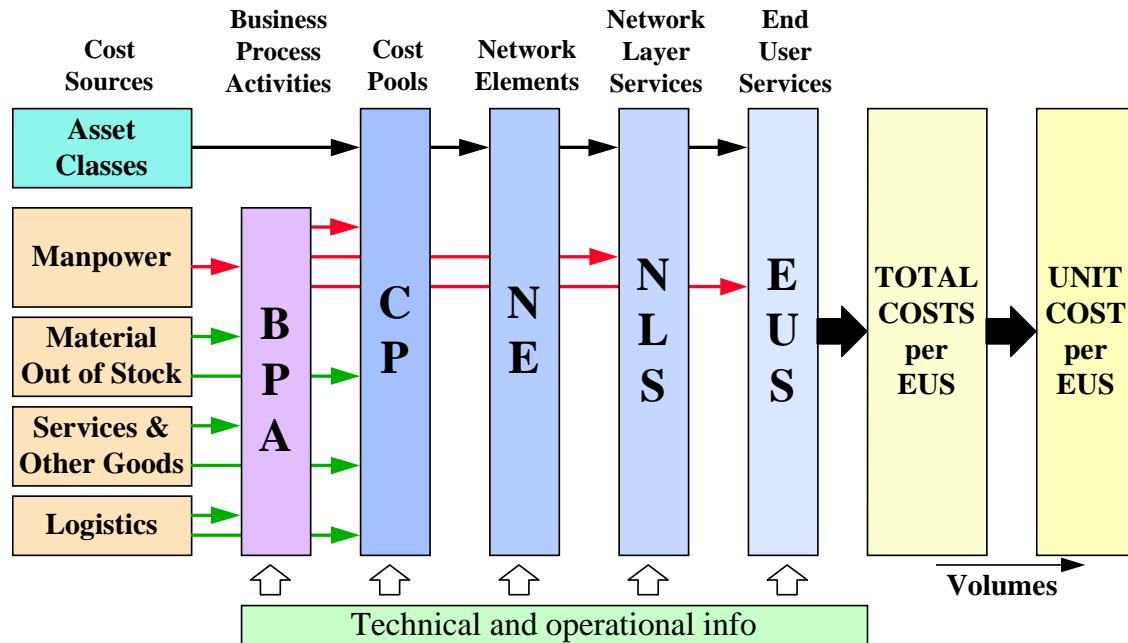 Cost
Sources
Business
Process
Activities
Cost
Pools
Network
Elements
Network
Layer
Services
End
User
Services
Asset
Classes
Manpower
Material
Out of Stock
Services &
Other Goods
Logistics
B
P
A
C
P
N
E
N
L
S
E
U
S
TOTAL
COSTS
per
EUS
UNIT
COST
per
EUS
Volumes
Technical and operational info